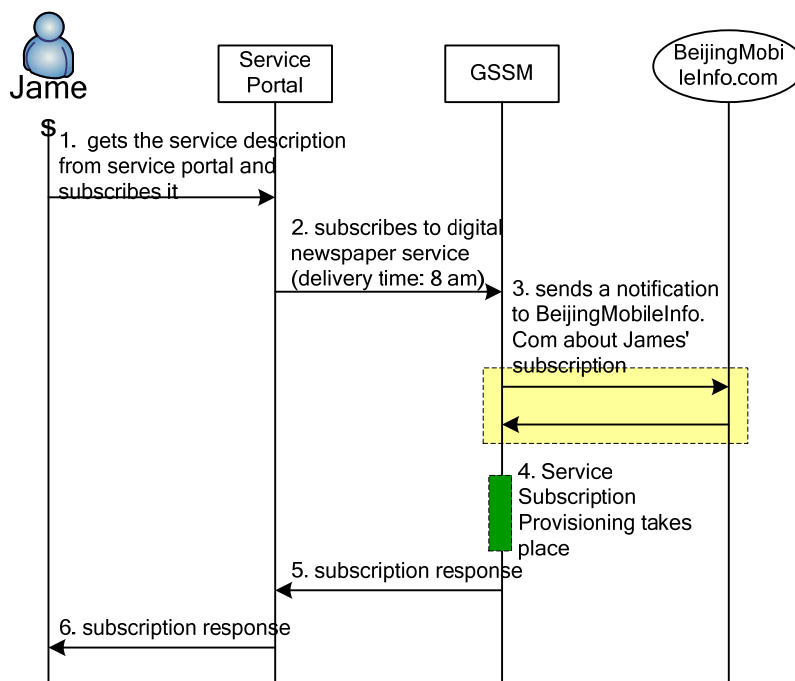 Jame
Service
Portal
GSSM
BeijingMobi
leInfo.com
$
1. gets the service description
from service portal and
subscribes it
2. subscribes to digital
newspaper service
(delivery time: 8 am)
3. sends a notification
to BeijingMobileInfo.
Com about James'
subscription
4. Service
Subscription
Provisioning takes
place
5. subscription response
6. subscription response